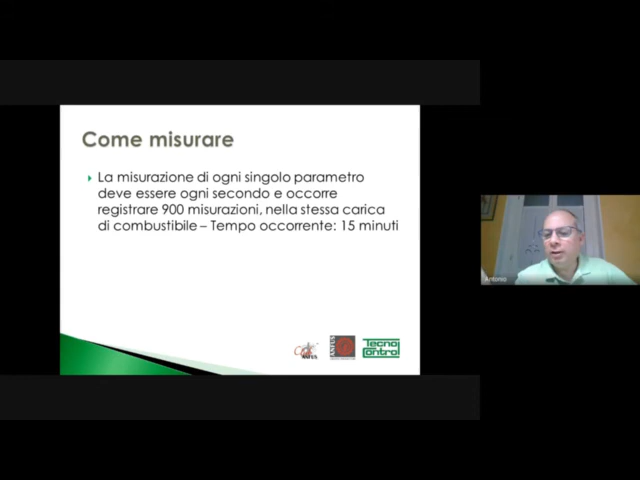 Come misurare
La misurazione di ogni singolo parametro
deve essere ogni secondo e occorre
registrare 900 misurazioni, nella stessa carica
di combustibile – Tempo occorrente: 15 minuti
ANFUS
Tecno
Control
Antonio